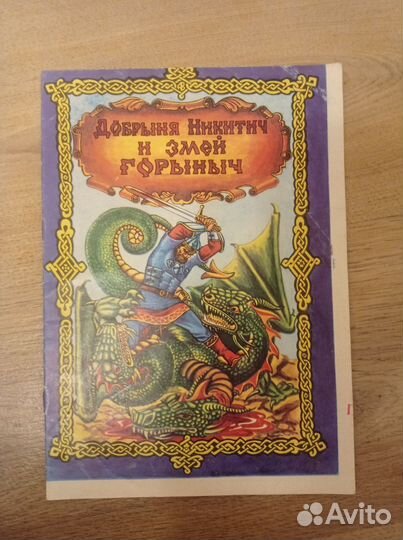 Добрыня Никитич
и змей
Горыныч
Avito